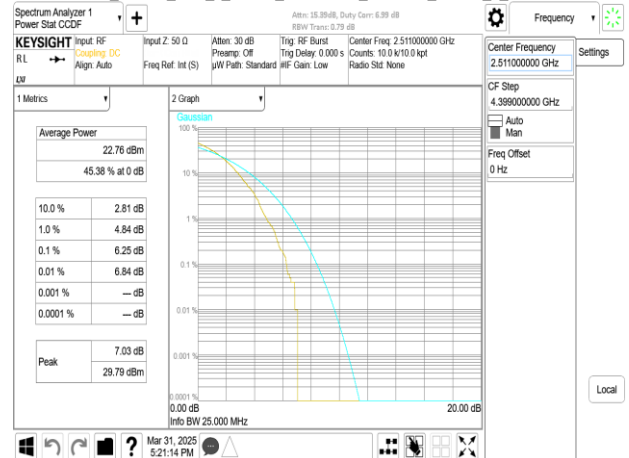 Spectrum Analyzer 1
Power Stat CCDF
+
Attn: 15.39dB, Duty Corr: 6.99 dB
RBW Trans: 0.79 dB
Frequency
KEYSIGHT
RL
LXI
Input: RF
Coupling: DC
Align: Auto
Input Z: 50 Ω
Freq Ref: Int (S)
Atten: 30 dB
Preamp: Off
µW Path: Standard
Trig: RF Burst
Trig Delay: 0.000 s
#IF Gain: Low
Center Freq: 2.511000000 GHz
Counts: 10.0 k/10.0 kpt
Radio Std: None
Center Frequency
2.511000000 GHz
Settings
CF Step
4.399000000 GHz
Auto
Man
Freq Offset
0 Hz
Local
1 Metrics
2 Graph
Average Power
22.76 dBm
45.38 % at 0 dB
10.0 % 2.81 dB
1.0 % 4.84 dB
0.1 % 6.25 dB
0.01 % 6.84 dB
0.001 % --- dB
0.0001 % --- dB
Peak
7.03 dB
29.79 dBm
Gaussian
100 %
10 %
1 %
0.1 %
0.01 %
0.001 %
0.0001 %
0.00 dB 20.00 dB
Info BW 25.000 MHz
?
Mar 31, 2025
5:21:14 PM